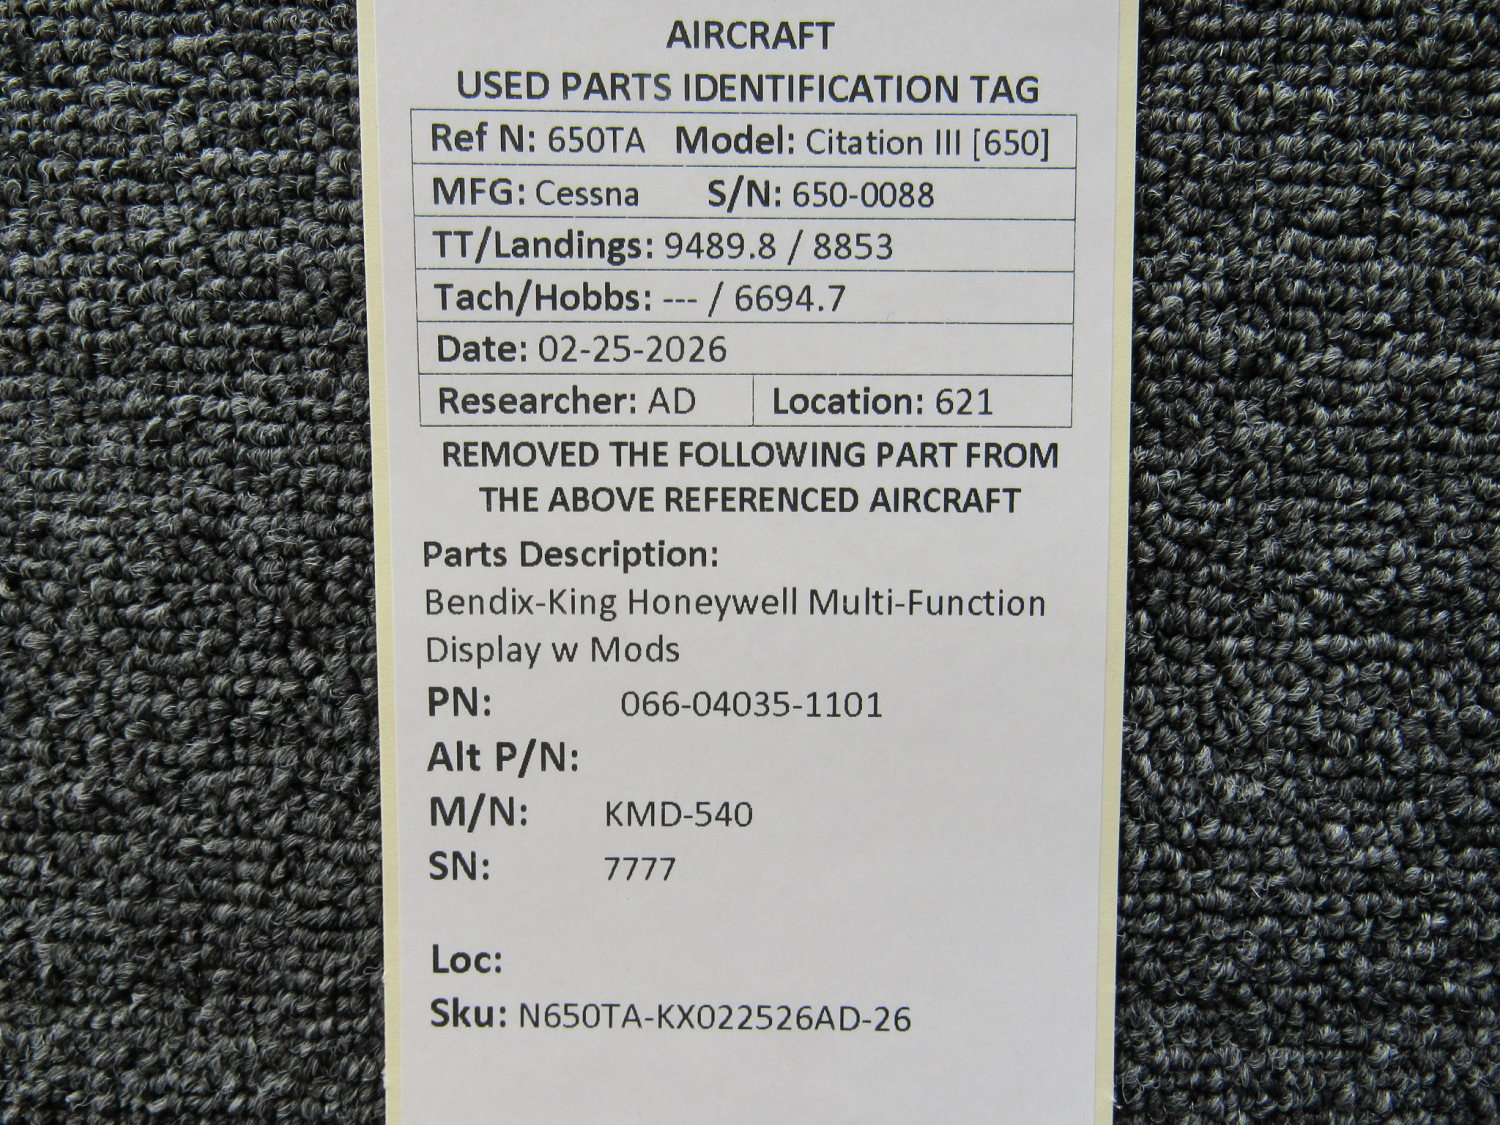 AIRCRAFT
USED PARTS IDENTIFICATION TAG
Ref N: 650TA Model: Citation III [650]
MFG: Cessna S/N: 650-0088
TT/Landings: 9489.8 / 8853
Tach/Hobbs: --- / 6694.7
Date: 02-25-2026
Researcher: AD Location: 621
REMOVED THE FOLLOWING PART FROM
THE ABOVE REFERENCED AIRCRAFT
Parts Description:
Bendix-King Honeywell Multi-Function
Display w Mods
PN: 066-04035-1101
Alt P/N:
M/N: KMD-540
SN: 7777
Loc:
Sku: N650TA-KX022526AD-26